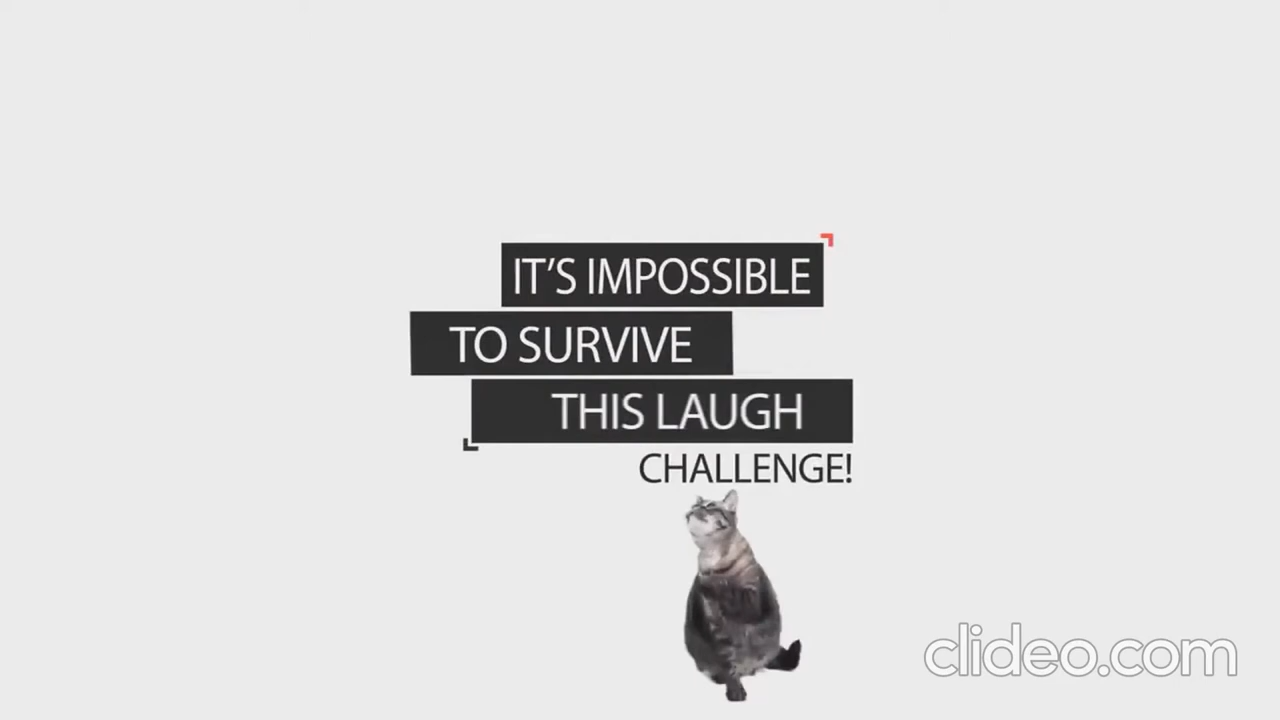 IT'S IMPOSSIBLE
TO SURVIVE
THIS LAUGH
CHALLENGE!
clideo.com